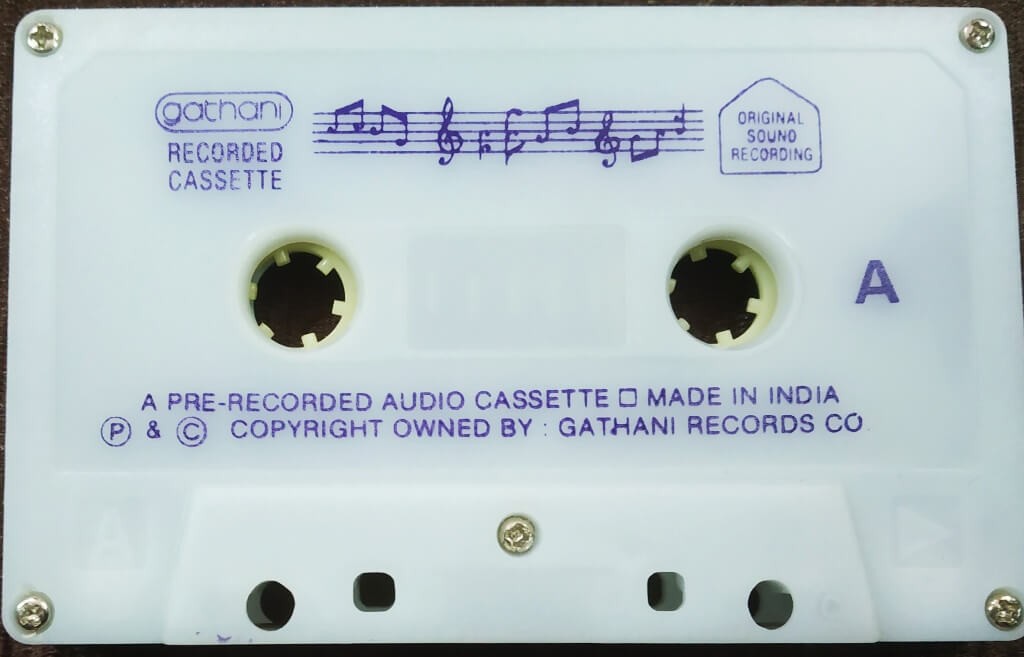 gathani
RECORDED
CASSETTE
ORIGINAL
SOUND
RECORDING
A
A PRE-RECORDED AUDIO CASSETTE □ MADE IN INDIA
Ⓟ & © COPYRIGHT OWNED BY : GATHANI RECORDS CO.
A